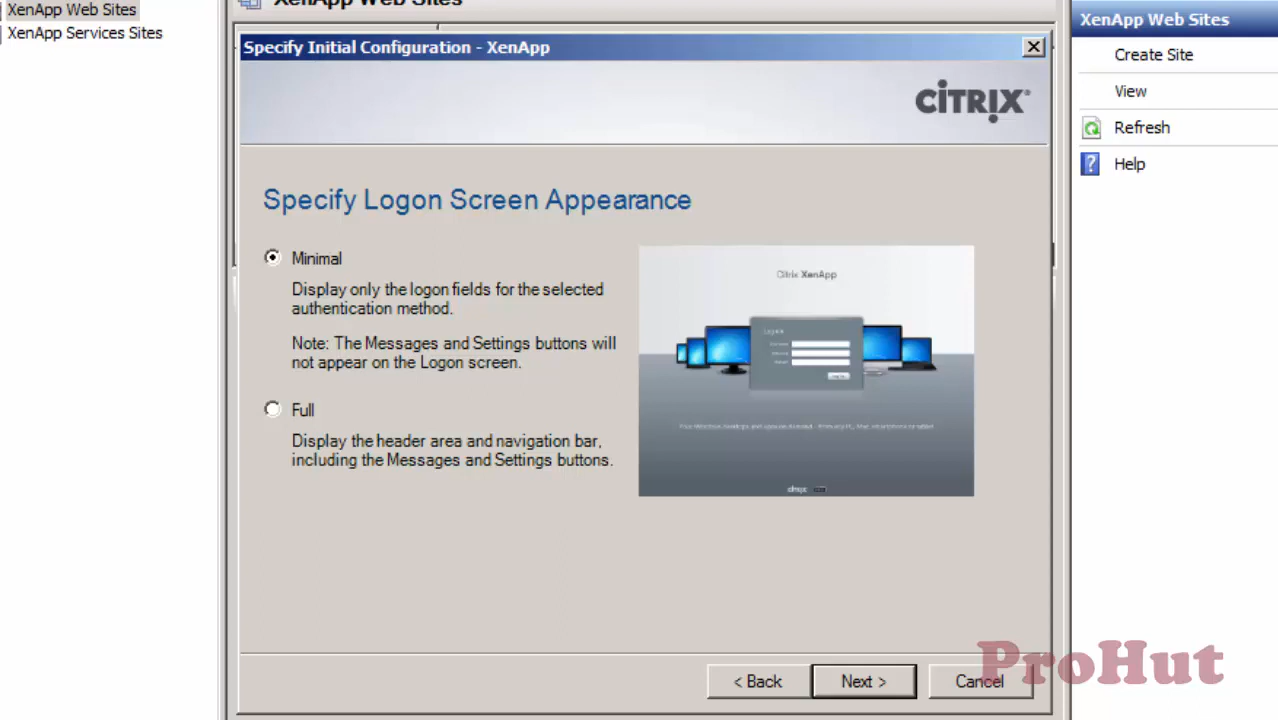 XenApp Web Sites
XenApp Services Sites
XenApp Web Sites
Specify Initial Configuration - XenApp
CITRIX®
Specify Logon Screen Appearance
Minimal
Display only the logon fields for the selected
authentication method.
Note: The Messages and Settings buttons will
not appear on the Logon screen.
Full
Display the header area and navigation bar,
including the Messages and Settings buttons.
Citrix XenApp
Log on
citrix
< Back
Next >
Cancel
XenApp Web Sites
Create Site
View
Refresh
Help
ProHut